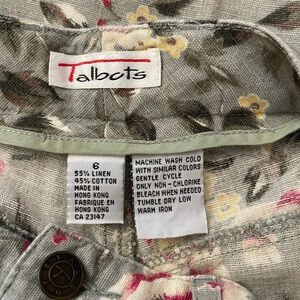 Talbots
6
55% LINEN
45% COTTON
MADE IN
HONG KONG
FABRIQUE EN
HONG KONG
CA 23147
MACHINE WASH COLD
WITH SIMILAR COLORS
GENTLE CYCLE
ONLY NON - CHLORINE
BLEACH WHEN NEEDED
TUMBLE DRY LOW
WARM IRON